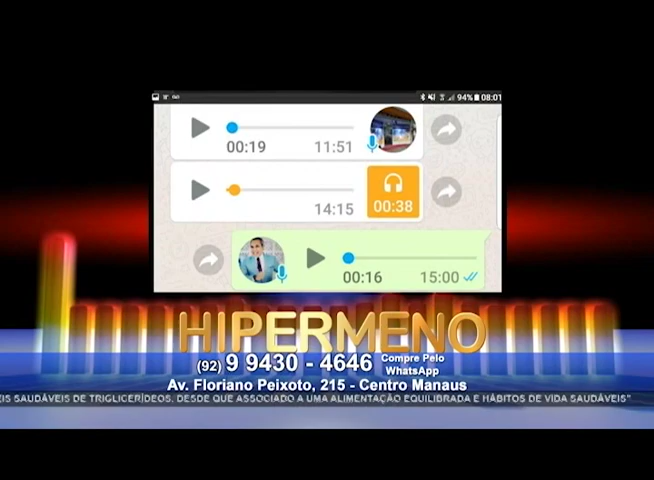 94% 08:01
00:19 11:51
14:15 00:38
00:16 15:00
HIPERMENO
(92) 9 9430 - 4646 Compre Pelo WhatsApp
Av. Floriano Peixoto, 215 - Centro Manaus
EIS SAUDÁVEIS DE TRIGLICERÍDEOS. DESDE QUE ASSOCIADO A UMA ALIMENTAÇÃO EQUILIBRADA E HÁBITOS DE VIDA SAUDÁVEIS"